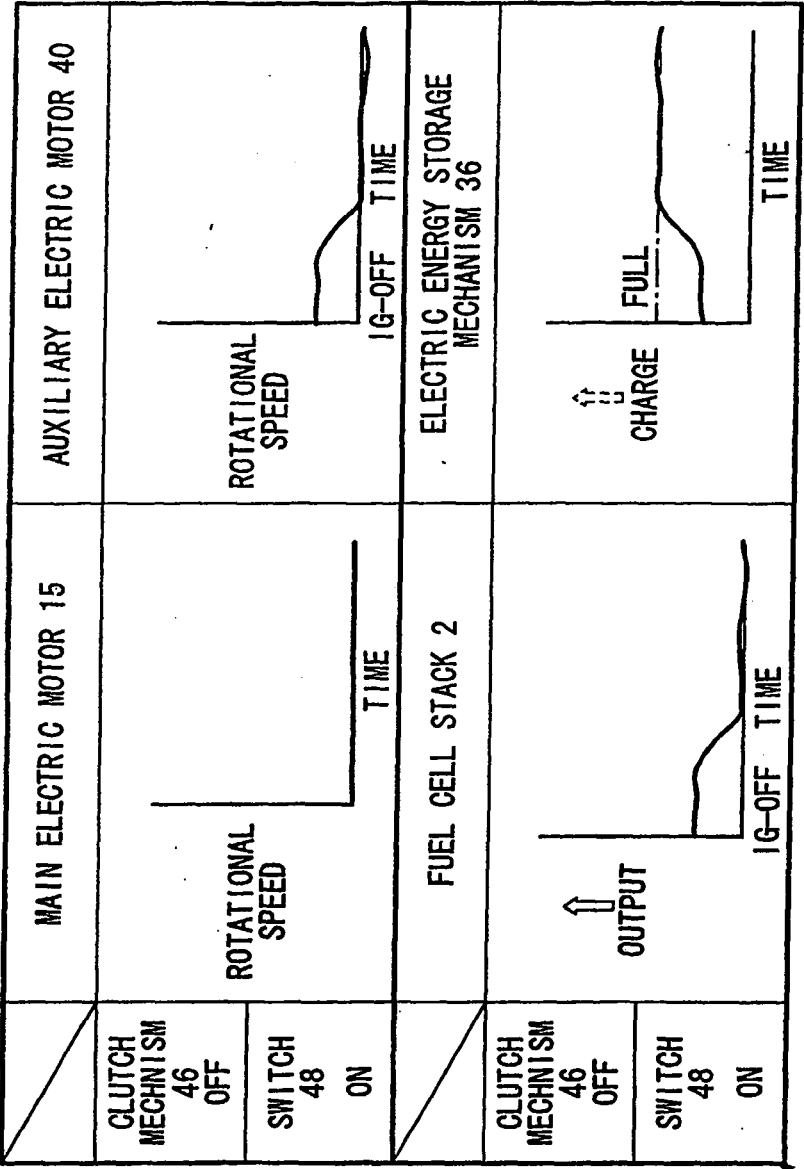 MAIN ELECTRIC MOTOR 15
AUXILIARY ELECTRIC MOTOR 40
CLUTCH
MECHNISM
46
OFF
SWITCH
48
ON
ROTATIONAL
SPEED
TIME
ROTATIONAL
SPEED
IG-OFF TIME
FUEL CELL STACK 2
ELECTRIC ENERGY STORAGE
MECHANISM 36
CLUTCH
MECHNISM
46
OFF
SWITCH
48
ON
OUTPUT
IG-OFF TIME
CHARGE
FULL
TIME